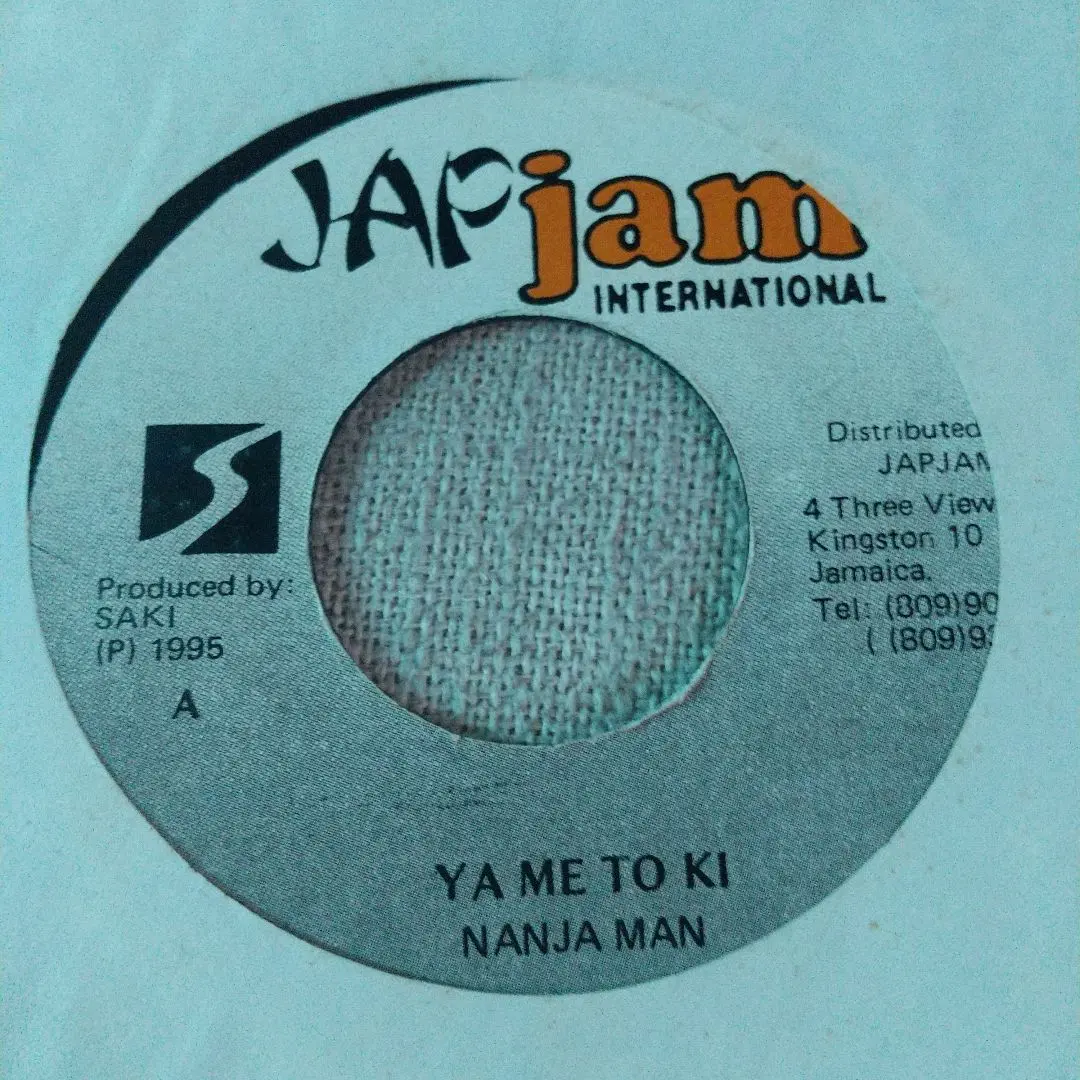 JAPjam
INTERNATIONAL
Distributed
4 Three View
Kingston 10
Jamaica.
Tel: (809)90
( (809)9
Produced by:
SAKI
(P) 1995
A
YA ME TO KI
NANJA MAN